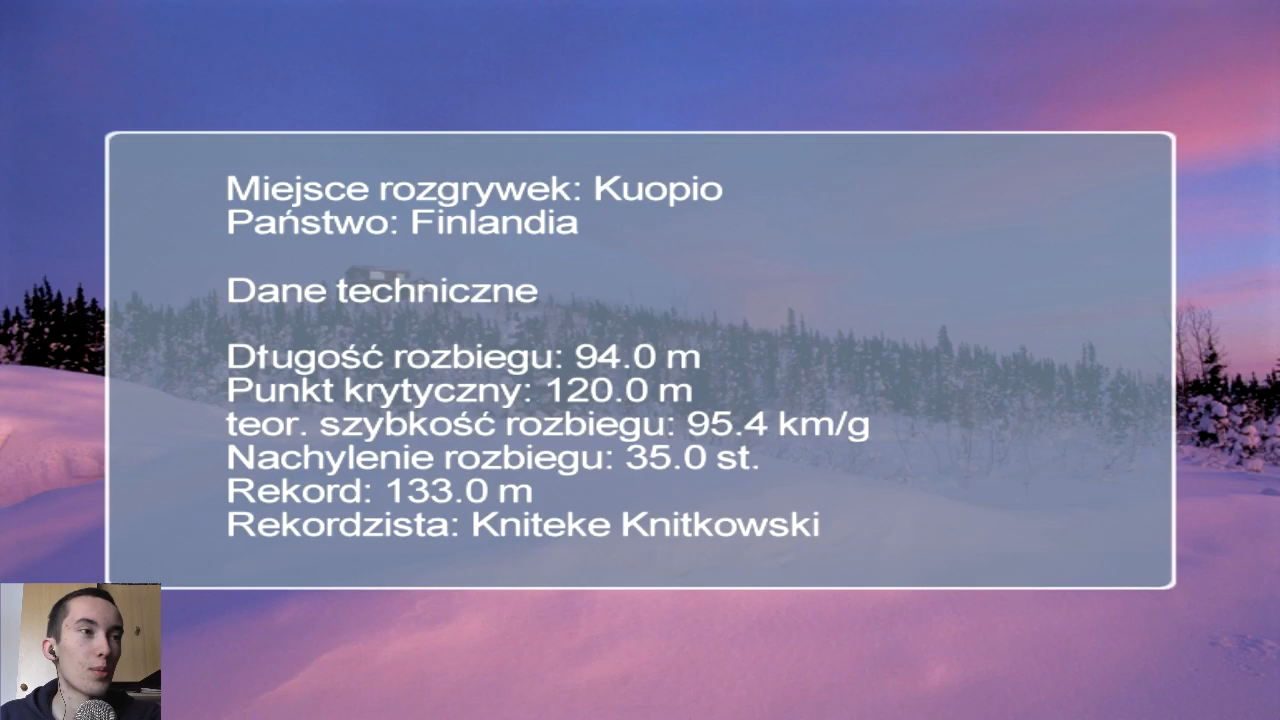 Miejsce rozgrywek: Kuopio
Państwo: Finlandia
Dane techniczne
Długość rozbiegu: 94.0 m
Punkt krytyczny: 120.0 m
teor. szybkość rozbiegu: 95.4 km/g
Nachylenie rozbiegu: 35.0 st.
Rekord: 133.0 m
Rekordzista: Kniteke Knitkowski